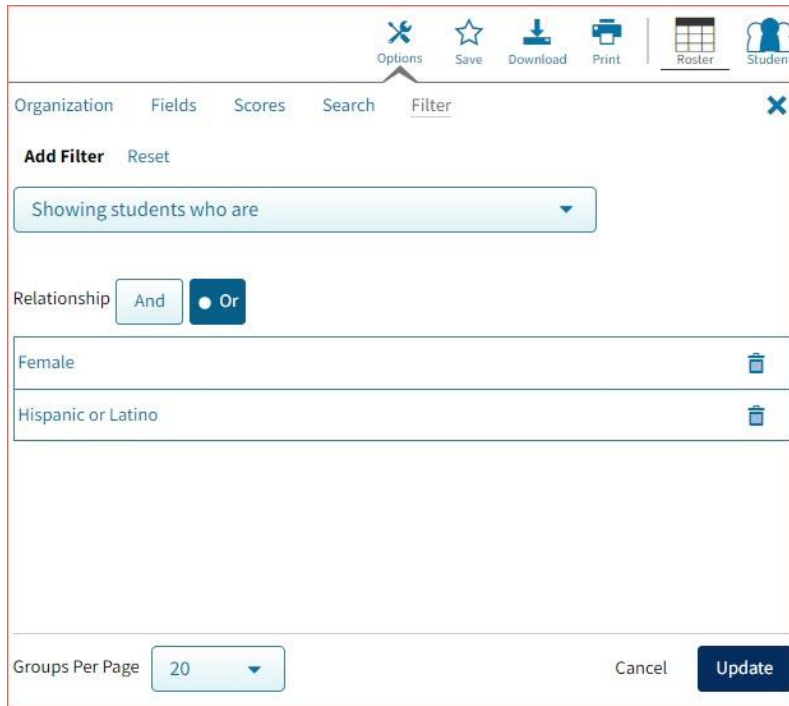 Options Save Download Print Roster Studen
Organization Fields Scores Search Filter
Add Filter Reset
Showing students who are
Relationship And Or
Female
Hispanic or Latino
Groups Per Page 20 Cancel Update